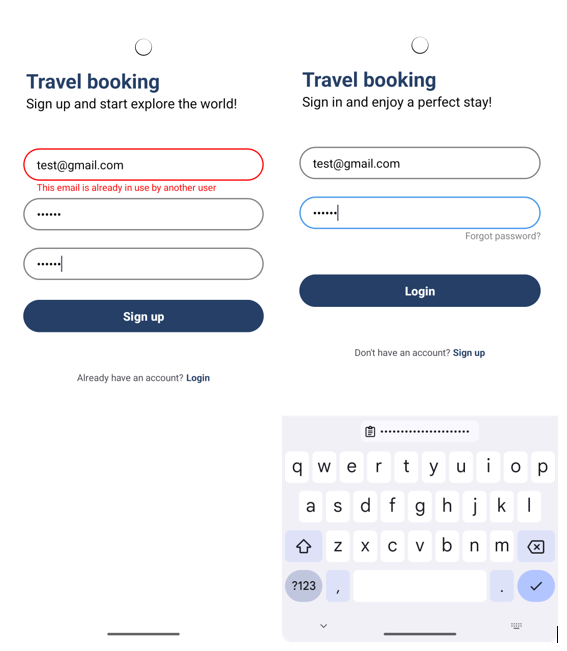 Travel booking
Sign up and start explore the world!
test@gmail.com
This email is already in use by another user
••••••
••••••
Sign up
Already have an account? Login
Travel booking
Sign in and enjoy a perfect stay!
test@gmail.com
••••••
Forgot password?
Login
Don't have an account? Sign up
•••••••••••••••••••••
q w e r t y u i o p
a s d f g h j k l
z x c v b n m
?123 , .